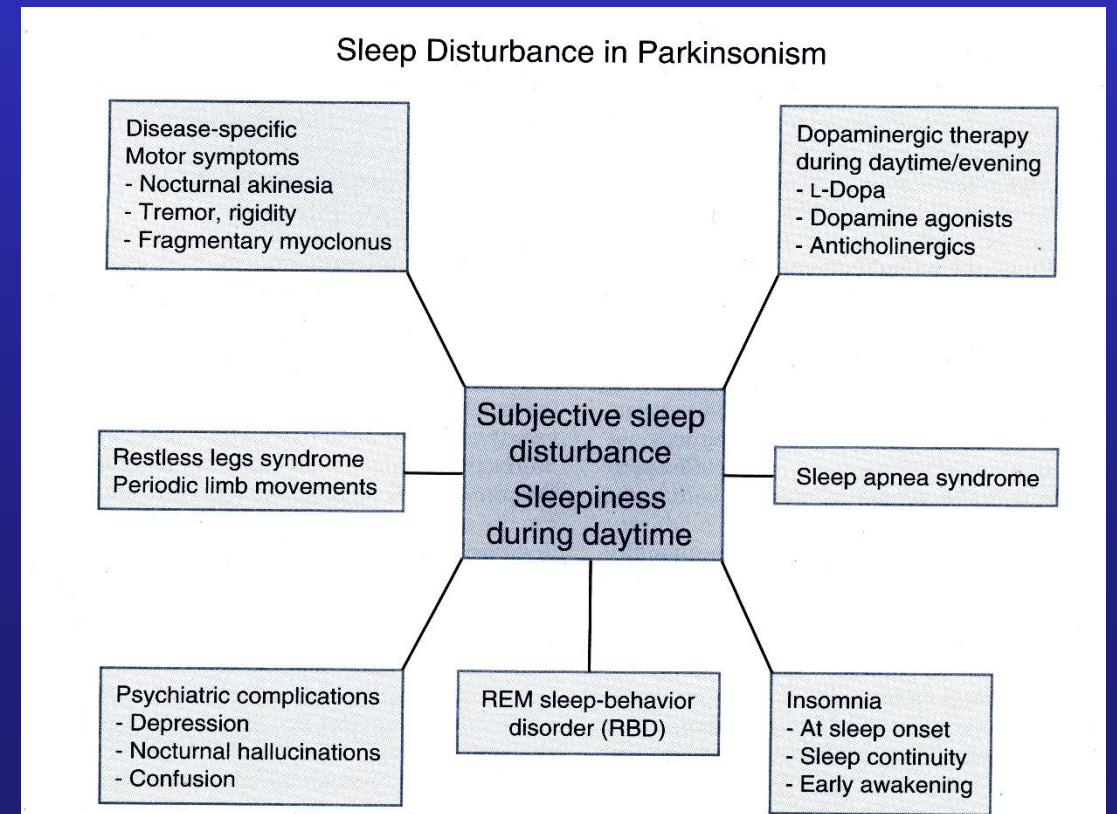 Sleep Disturbance in Parkinsonism
Disease-specific
Motor symptoms
- Nocturnal akinesia
- Tremor, rigidity
- Fragmentary myoclonus
Dopaminergic therapy
during daytime/evening
- L-Dopa
- Dopamine agonists
- Anticholinergics
Subjective sleep
disturbance
Sleepiness
during daytime
Restless legs syndrome
Periodic limb movements
Sleep apnea syndrome
Psychiatric complications
- Depression
- Nocturnal hallucinations
- Confusion
REM sleep-behavior
disorder (RBD)
Insomnia
- At sleep onset
- Sleep continuity
- Early awakening